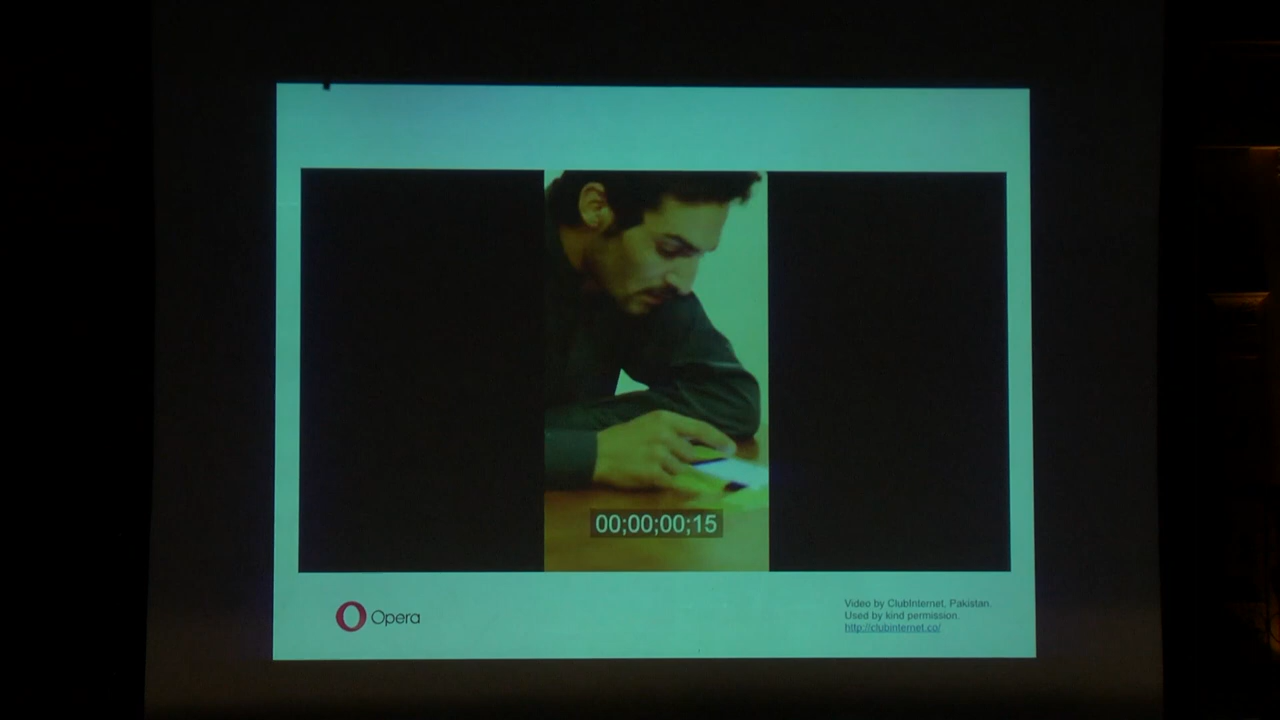 00;00;00;15
Opera
Video by ClubInternet, Pakistan.
Used by kind permission.
http://clubinternet.co/